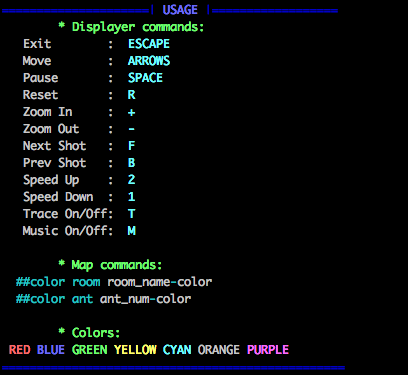 | USAGE |
* Displayer commands:
Exit : ESCAPE
Move : ARROWS
Pause : SPACE
Reset : R
Zoom In : +
Zoom Out : -
Next Shot : F
Prev Shot : B
Speed Up : 2
Speed Down : 1
Trace On/Off: T
Music On/Off: M
* Map commands:
##color room room_name-color
##color ant ant_num-color
* Colors:
RED BLUE GREEN YELLOW CYAN ORANGE PURPLE